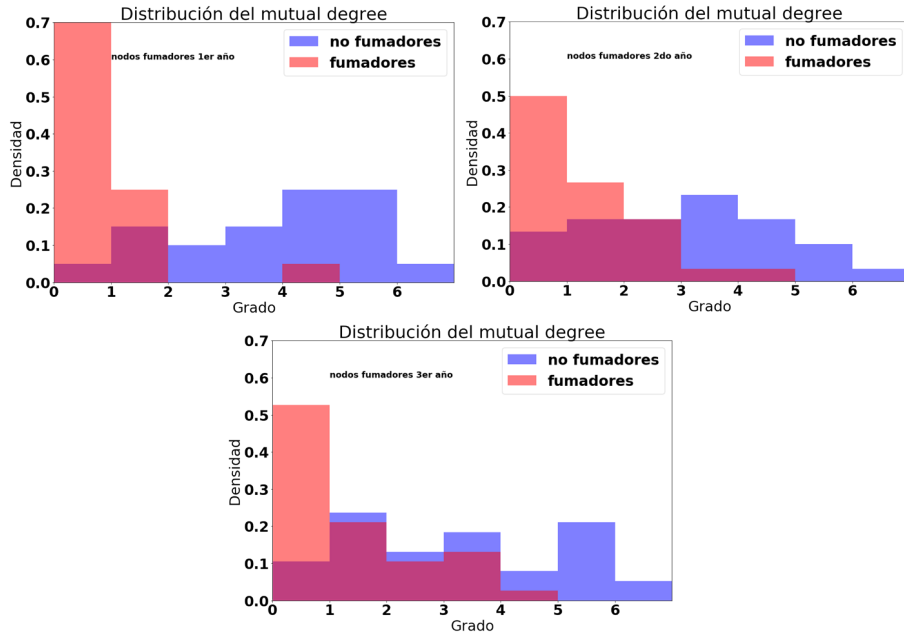 Distribución del mutual degree
0.7
0.6
0.5
0.4
0.3
0.2
0.1
0.0
Densidad
nodos fumadores 1er año
no fumadores
fumadores
0 1 2 3 4 5 6
Grado
Distribución del mutual degree
0.7
0.6
0.5
0.4
0.3
0.2
0.1
0.0
Densidad
nodos fumadores 2do año
no fumadores
fumadores
0 1 2 3 4 5 6
Grado
Distribución del mutual degree
0.7
0.6
0.5
0.4
0.3
0.2
0.1
0.0
Densidad
nodos fumadores 3er año
no fumadores
fumadores
0 1 2 3 4 5 6
Grado